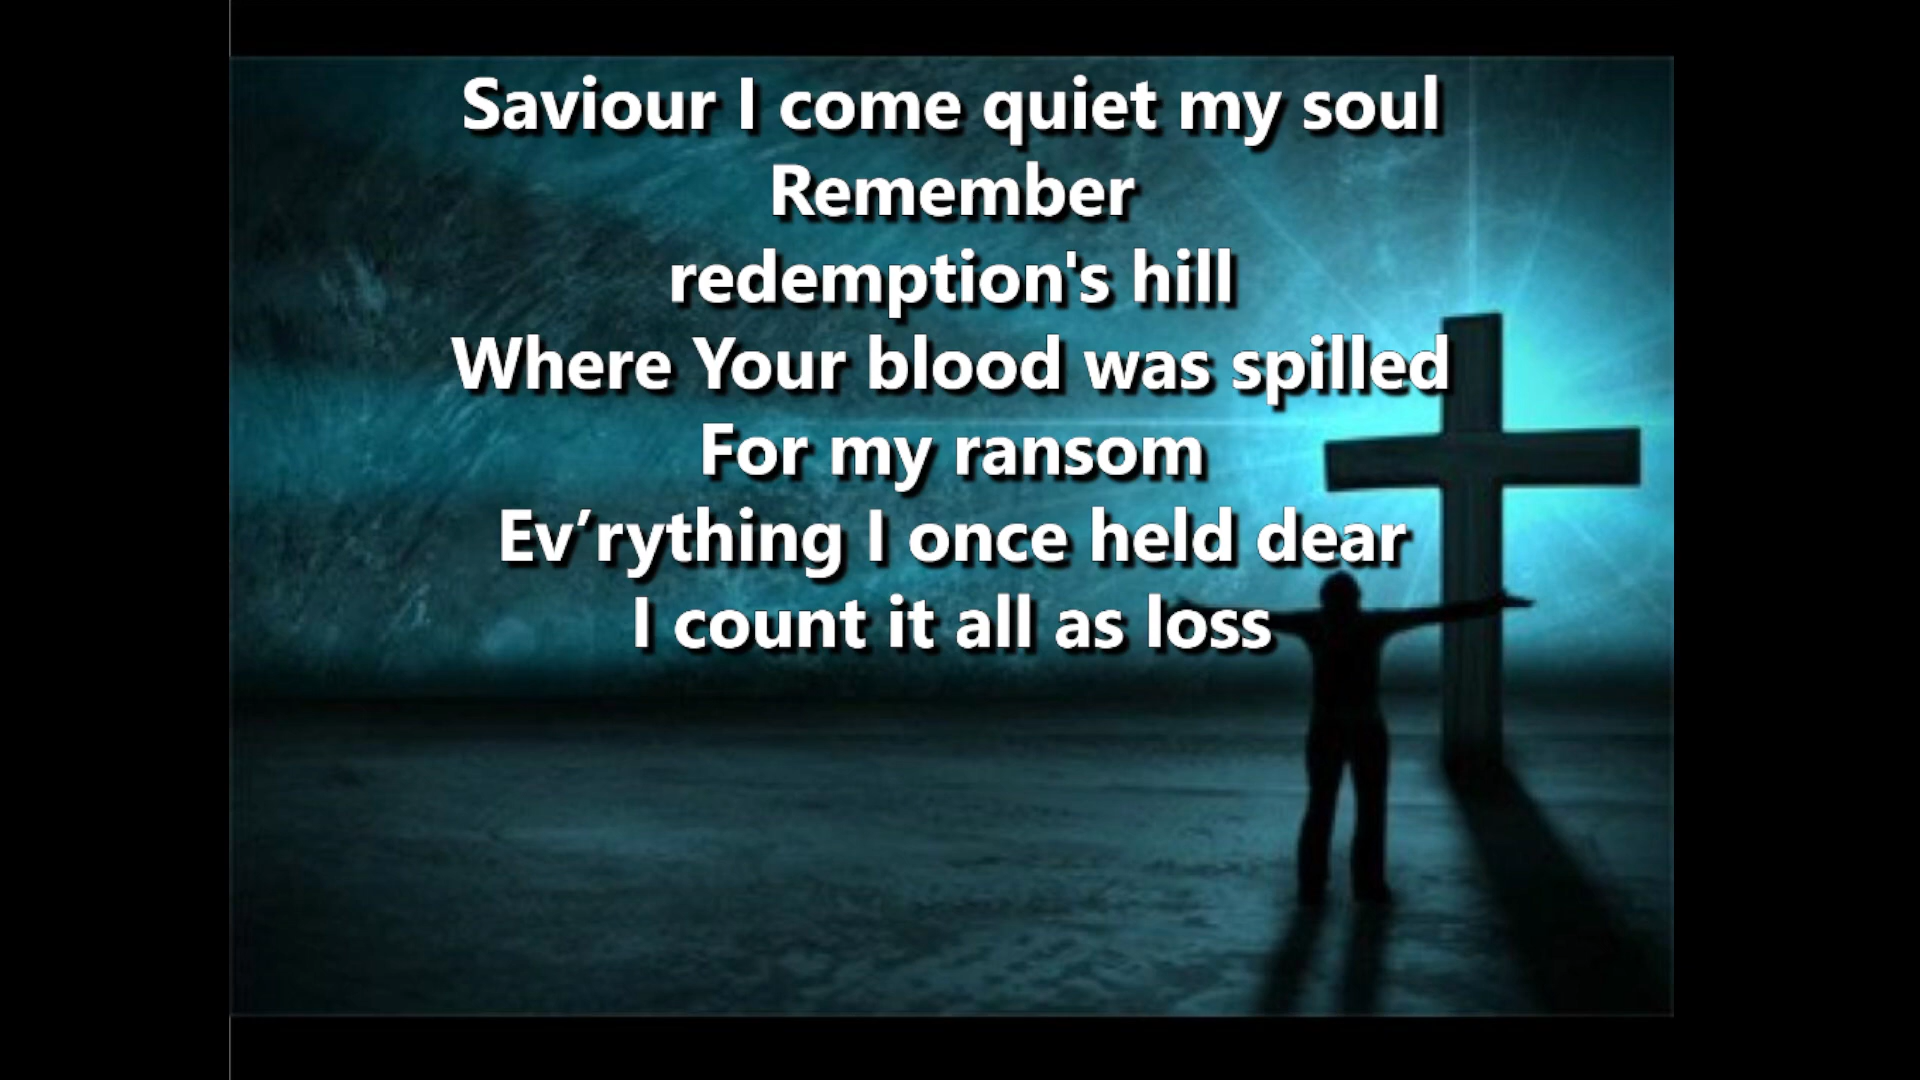 Saviour I come quiet my soul
Remember
redemption's hill
Where Your blood was spilled
For my ransom
Ev’rything I once held dear
I count it all as loss